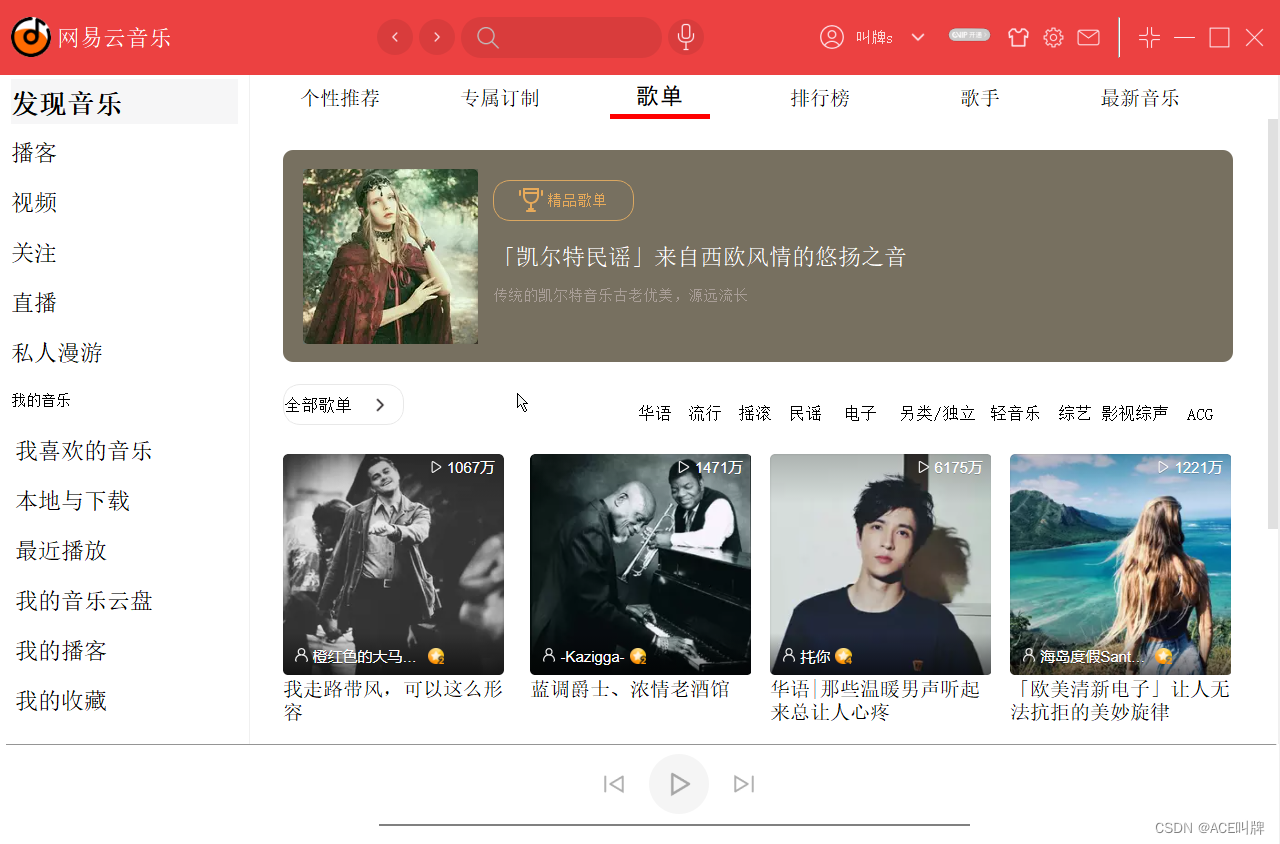 网易云音乐
叫牌s
发现音乐
播客
视频
关注
直播
私人漫游
我的音乐
我喜欢的音乐
本地与下载
最近播放
我的音乐云盘
我的播客
我的收藏
个性推荐 专属订制 歌单 排行榜 歌手 最新音乐
精品歌单
「凯尔特民谣」来自西欧风情的悠扬之音
传统的凯尔特音乐古老优美，源远流长
全部歌单
华语 流行 摇滚 民谣 电子 另类/独立 轻音乐 综艺 影视综声 ACG
1067万
橙红色的大马...
我走路带风，可以这么形
容
1471万
-Kazigga-
蓝调爵士、浓情老酒馆
6175万
托你
华语|那些温暖男声听起
来总让人心疼
1221万
海岛度假Sant...
「欧美清新电子」让人无
法抗拒的美妙旋律
CSDN @ACE叫牌